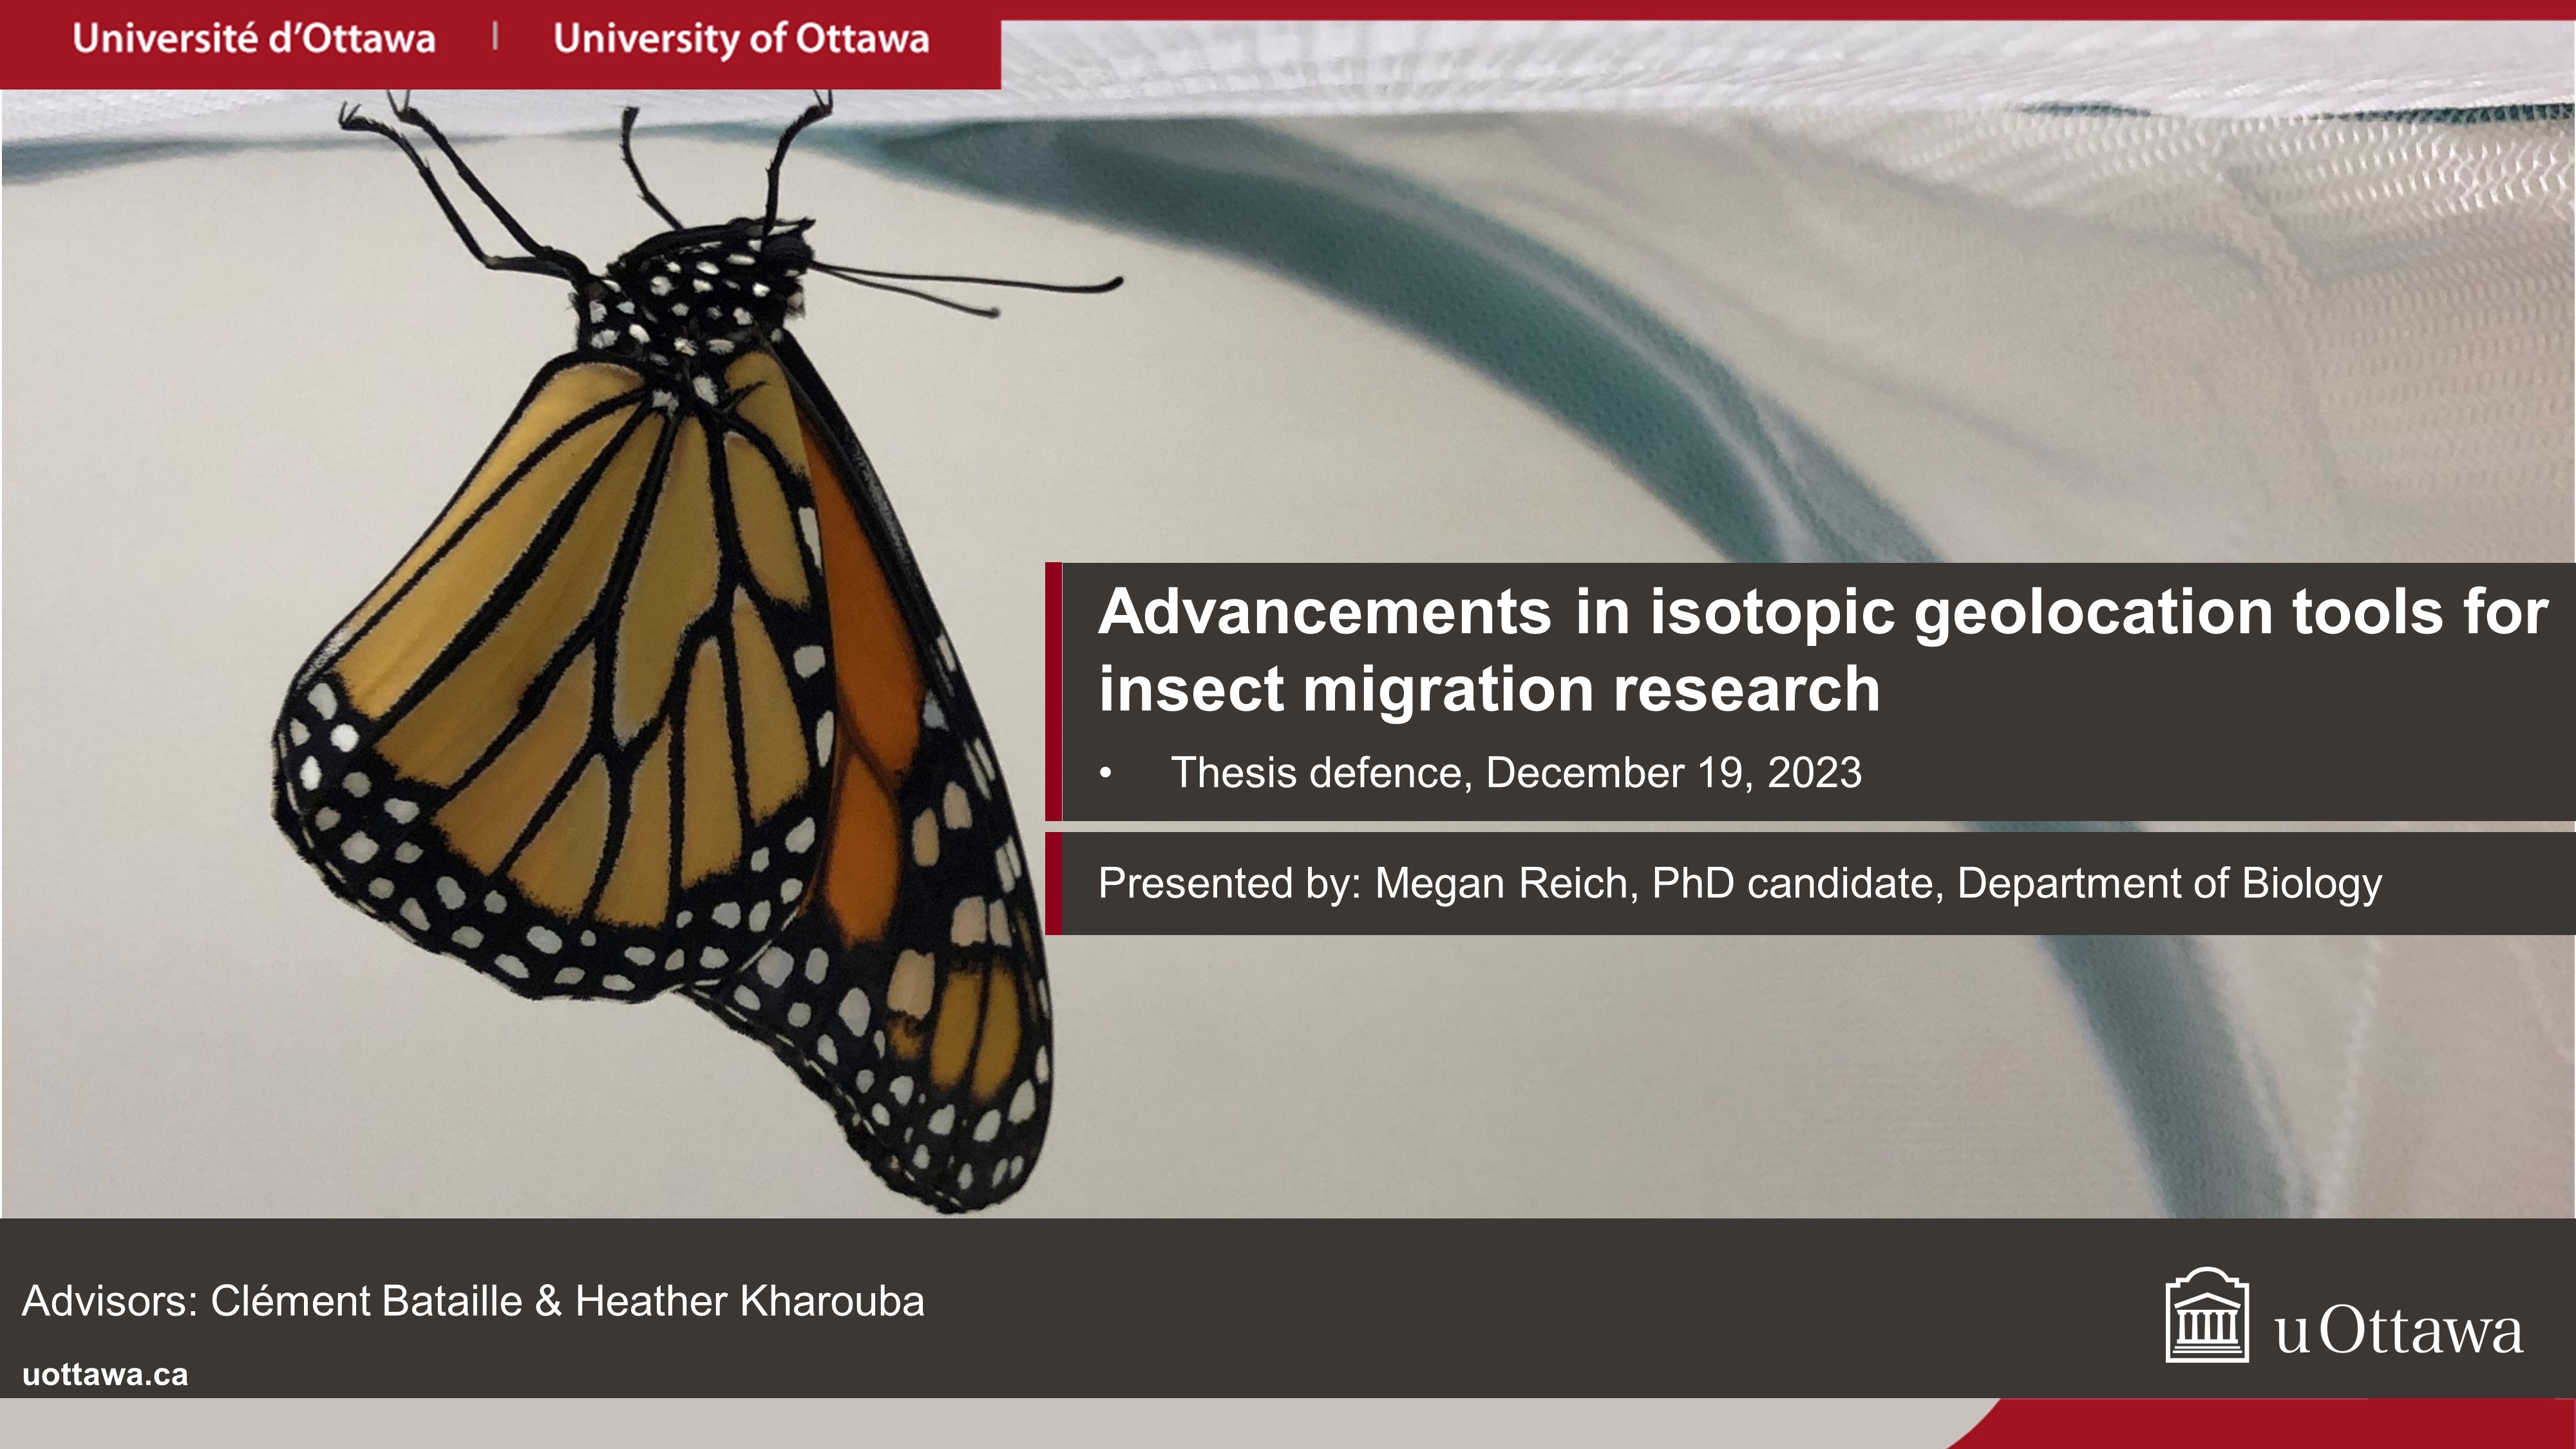 Université d'Ottawa | University of Ottawa
Advancements in isotopic geolocation tools for
insect migration research
• Thesis defence, December 19, 2023
Presented by: Megan Reich, PhD candidate, Department of Biology
Advisors: Clément Bataille & Heather Kharouba
uottawa.ca
uOttawa